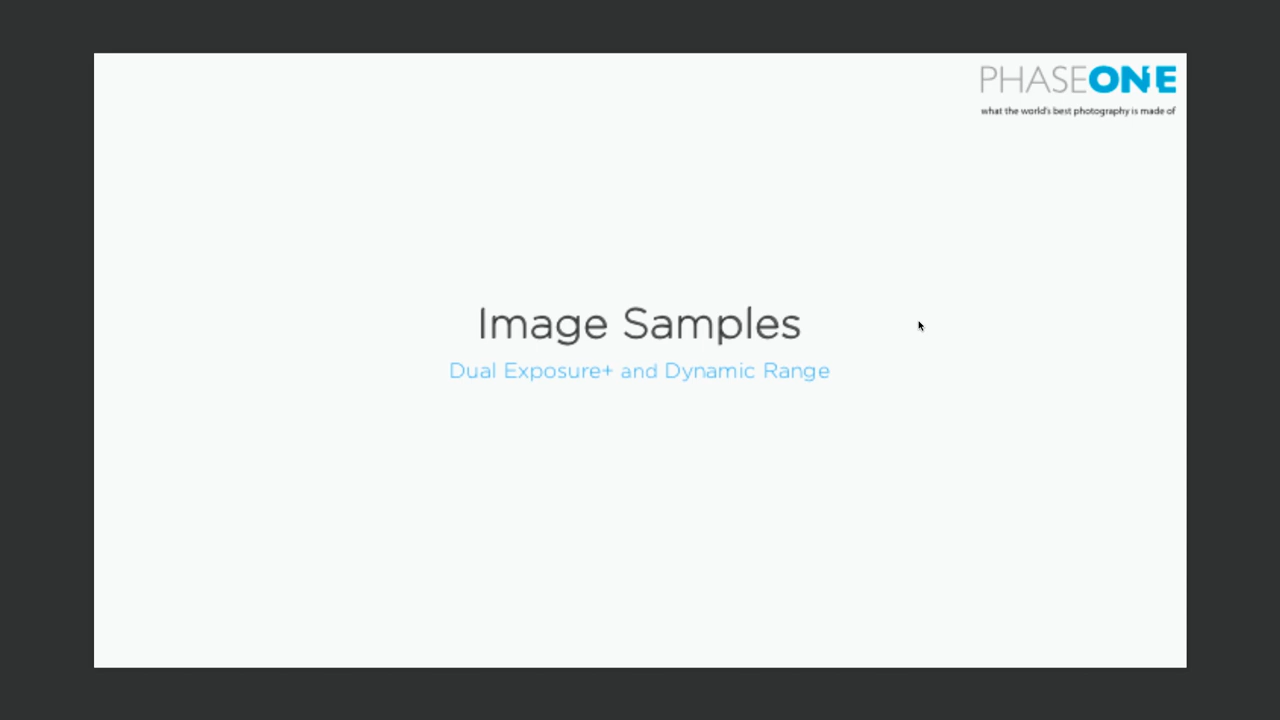 PHASEONE
what the world's best photography is made of
Image Samples
Dual Exposure+ and Dynamic Range